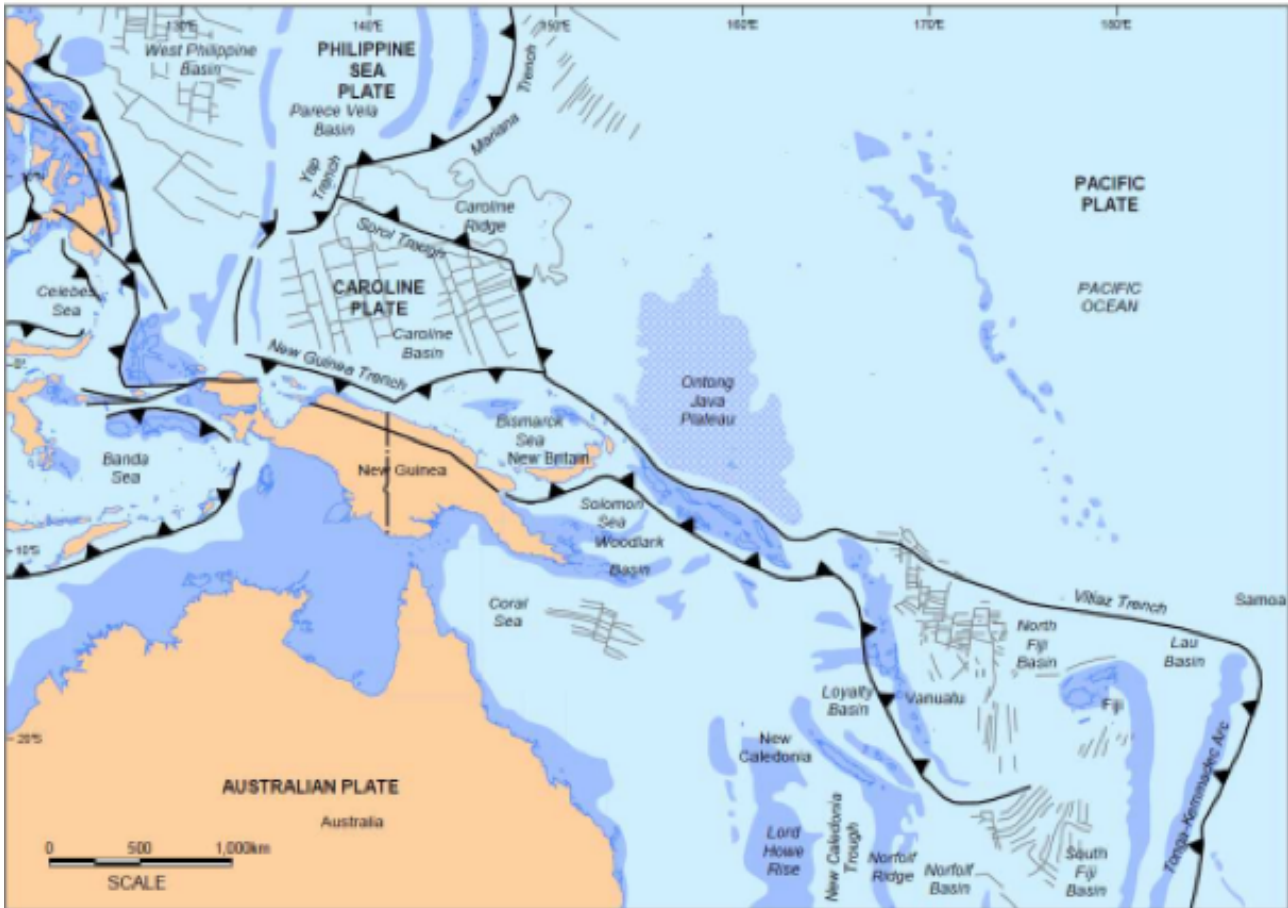 130°E
140°E
150°E
160°E
170°E
180°E
West Philippine
Basin
PHILIPPINE
SEA
PLATE
Parece Vela
Basin
Mariana
Trench
Yap
Trench
Caroline
Ridge
Sorol Trough
PACIFIC
PLATE
PACIFIC
OCEAN
Celebes
Sea
CAROLINE
PLATE
Caroline
Basin
New Guinea Trench
0°
Ontong
Java
Plateau
Bismarck
Sea
New Britain
Banda
Sea
New Guinea
Solomon
Sea
Woodlark
Basin
10°S
Coral
Sea
Vitiaz Trench
Samoa
North
Fiji
Basin
Lau
Basin
Loyalty
Basin
Vanuatu
Fiji
20°S
New
Caledonia
AUSTRALIAN PLATE
Australia
Tonga-Kermadec Arc
0 500 1,000km
SCALE
Lord
Howe
Rise
New Caledonia
Trough
Norfolf
Ridge
Norfolf
Basin
South
Fiji
Basin